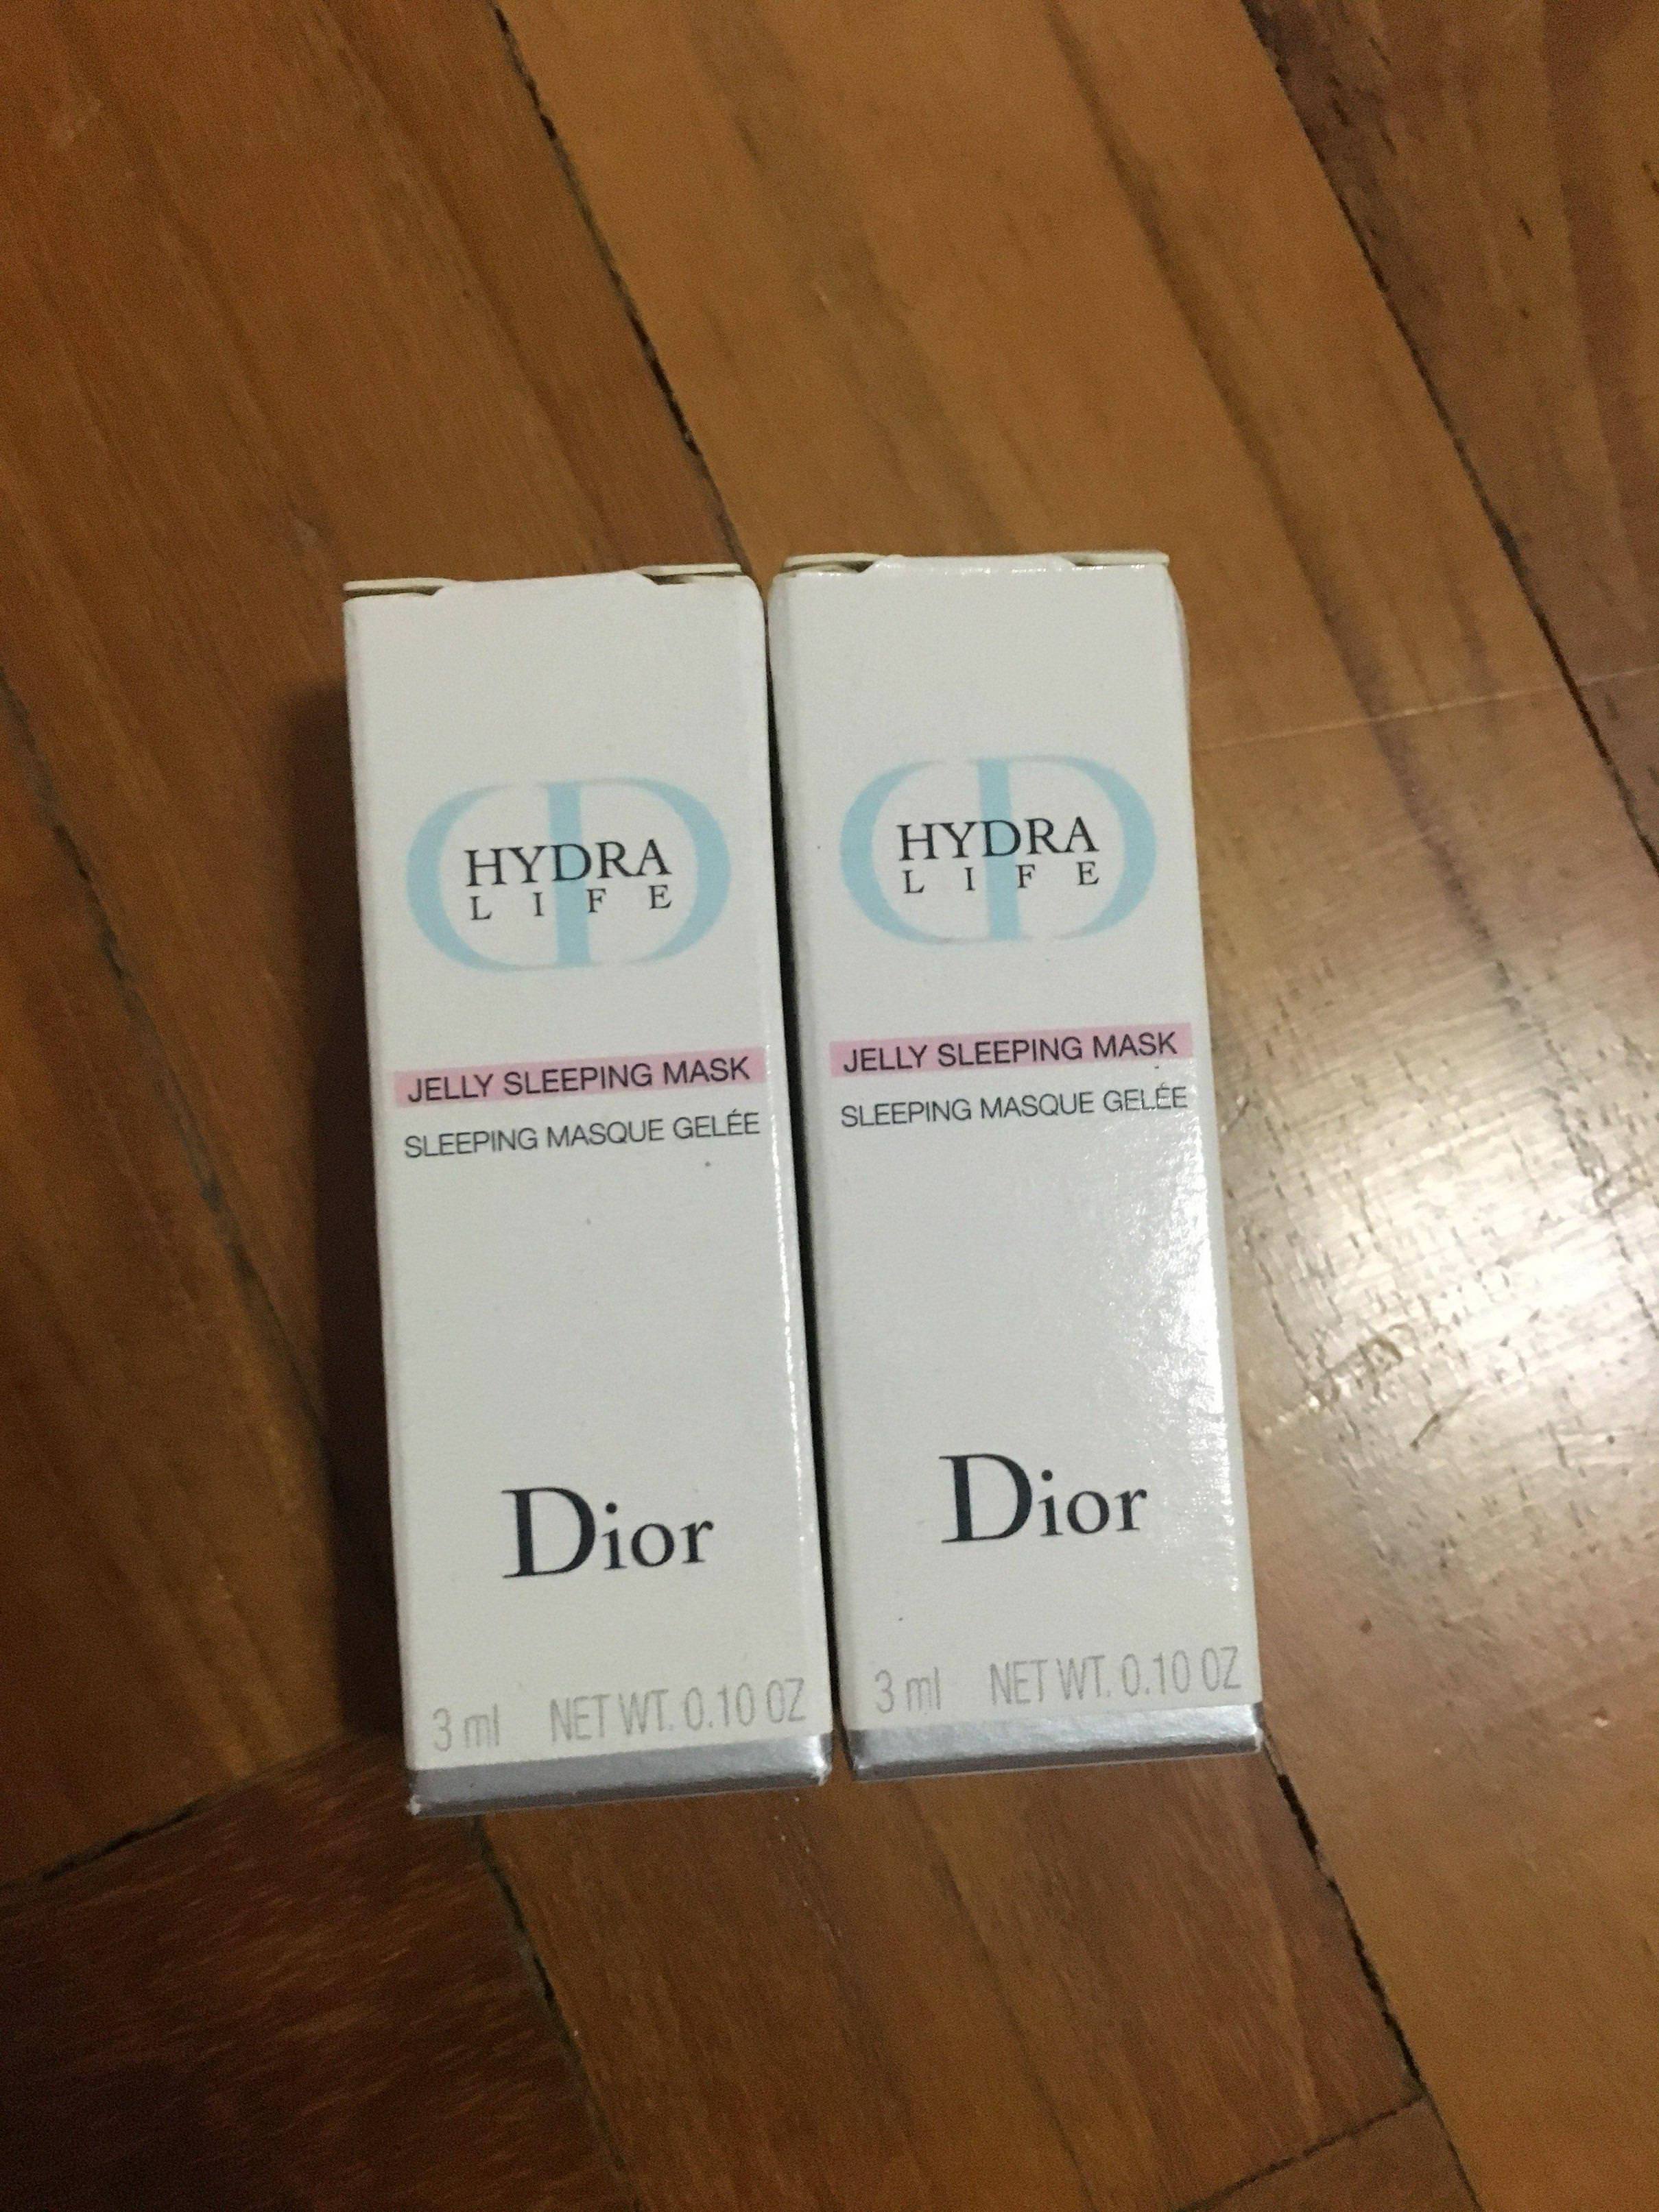 HYDRA
LIFE
JELLY SLEEPING MASK
SLEEPING MASQUE GELÉE
Dior
3 ml NET WT. 0.10 OZ
HYDRA
LIFE
JELLY SLEEPING MASK
SLEEPING MASQUE GELÉE
Dior
3 ml NET WT. 0.10 OZ